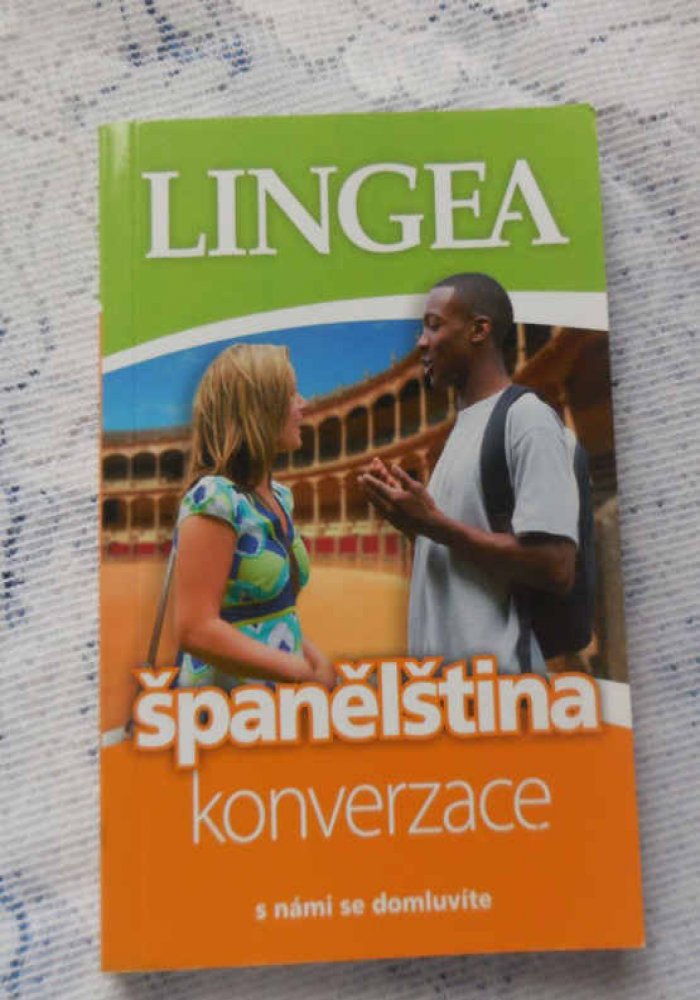 LINGEA
španělština
konverzace
s námi se domluvíte